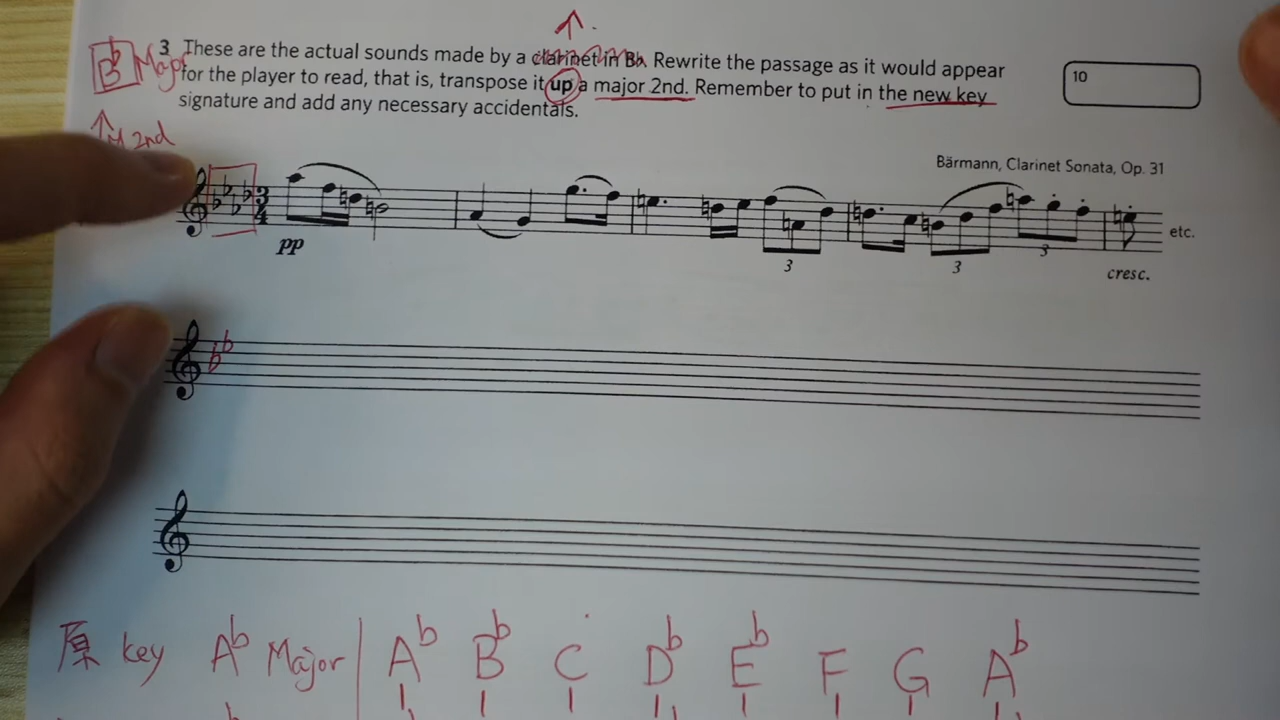 B♭ Major
3 These are the actual sounds made by a clarinet in B♭. Rewrite the passage as it would appear
for the player to read, that is, transpose it up a major 2nd. Remember to put in the new key
signature and add any necessary accidentals.
10
2nd
Bärmann, Clarinet Sonata, Op. 31
3
4
pp
3
3
3
cresc.
etc.
原 key A♭ Major | A♭ B♭ C D♭ E♭ F G A♭